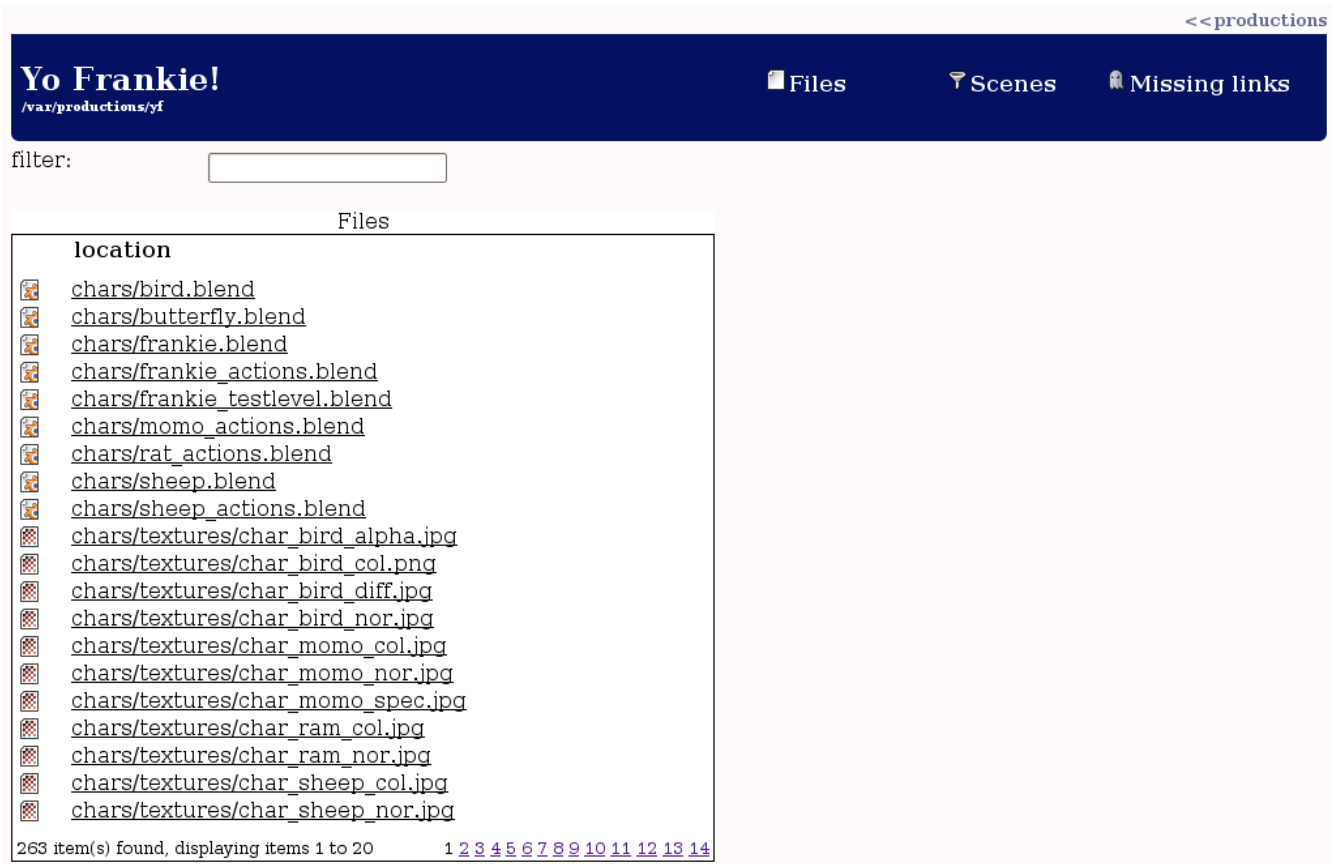 <<productions
Yo Frankie!
/var/productions/yf
Files
Scenes
Missing links
filter:
Files
location
chars/bird.blend
chars/butterfly.blend
chars/frankie.blend
chars/frankie_actions.blend
chars/frankie_testlevel.blend
chars/momo_actions.blend
chars/rat_actions.blend
chars/sheep.blend
chars/sheep_actions.blend
chars/textures/char_bird_alpha.jpg
chars/textures/char_bird_col.png
chars/textures/char_bird_diff.jpg
chars/textures/char_bird_nor.jpg
chars/textures/char_momo_col.jpg
chars/textures/char_momo_nor.jpg
chars/textures/char_momo_spec.jpg
chars/textures/char_ram_col.jpg
chars/textures/char_ram_nor.jpg
chars/textures/char_sheep_col.jpg
chars/textures/char_sheep_nor.jpg
263 item(s) found, displaying items 1 to 20 1 2 3 4 5 6 7 8 9 10 11 12 13 14